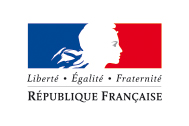 Liberté • Égalité • Fraternité
RÉPUBLIQUE FRANÇAISE